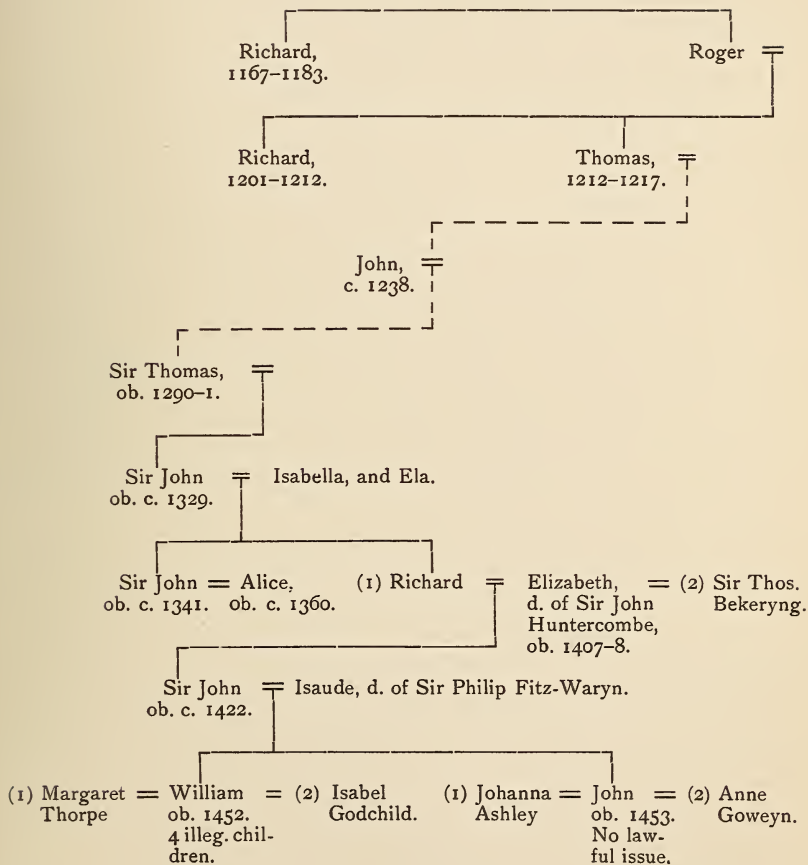 Richard,
1167–1183.
Roger =
Richard,
1201–1212.
Thomas, =
1212–1217.
John, =
c. 1238.
Sir Thomas, =
ob. 1290–1.
Sir John = Isabella, and Ela.
ob. c. 1329.
Sir John = Alice,
ob. c. 1341. ob. c. 1360.
(1) Richard = Elizabeth, = (2) Sir Thos.
d. of Sir John Bekeryng.
Huntercombe,
ob. 1407–8.
Sir John = Isaude, d. of Sir Philip Fitz-Waryn.
ob. c. 1422.
(1) Margaret = William = (2) Isabel
Thorpe ob. 1452. Godchild.
4 illeg. chil-
dren.
(1) Johanna = John = (2) Anne
Ashley ob. 1453. Goweyn.
No law-
ful issue.